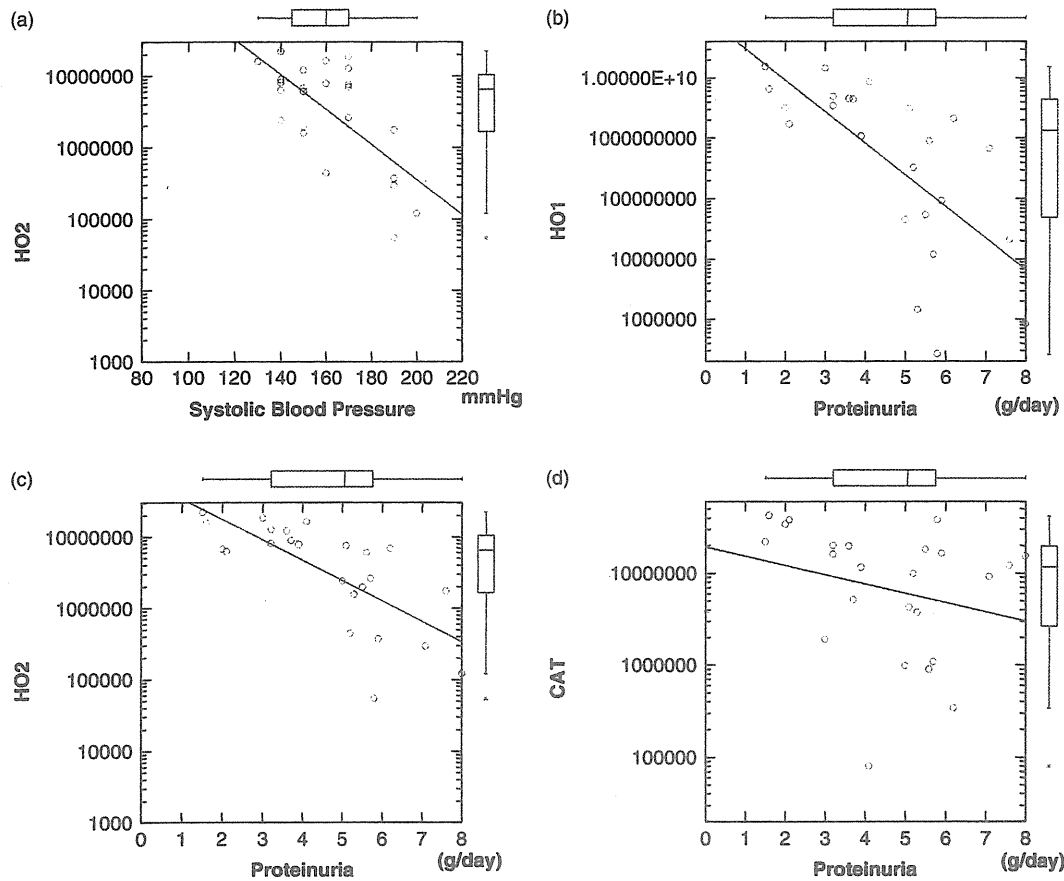 (a)
10000000
1000000
100000
10000
1000
HO2
80 100 120 140 160 180 200 220
mmHg
Systolic Blood Pressure
(b)
1.00000E+10
1000000000
100000000
10000000
1000000
HO1
0 1 2 3 4 5 6 7 8
Proteinuria (g/day)
(c)
10000000
1000000
100000
10000
1000
HO2
0 1 2 3 4 5 6 7 8
Proteinuria (g/day)
(d)
10000000
1000000
100000
CAT
0 1 2 3 4 5 6 7 8
Proteinuria (g/day)